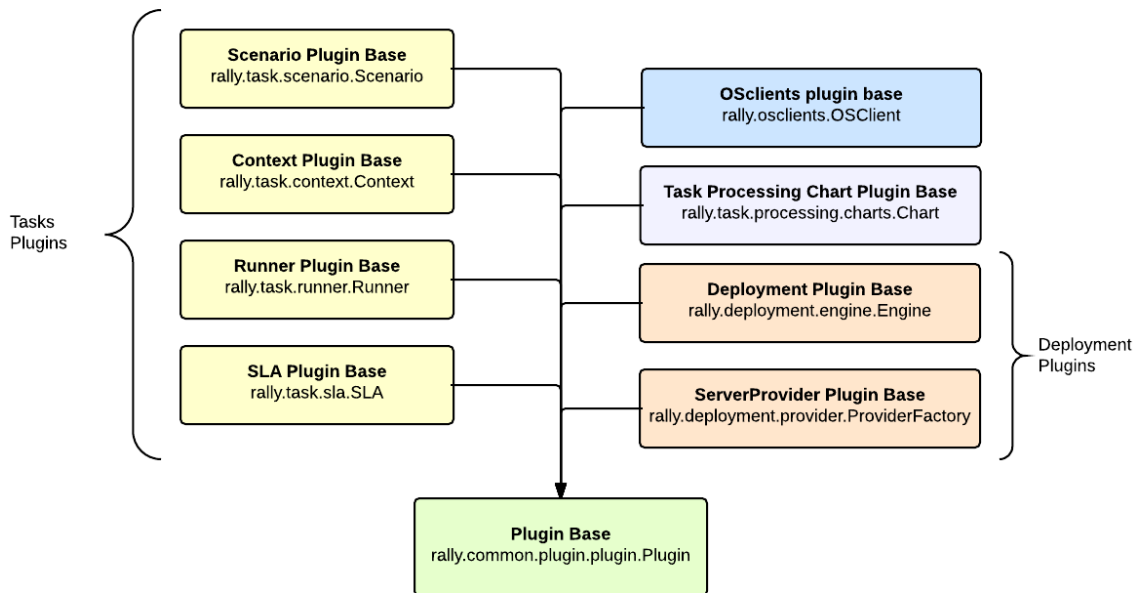 Tasks
Plugins
Scenario Plugin Base
rally.task.scenario.Scenario
Context Plugin Base
rally.task.context.Context
Runner Plugin Base
rally.task.runner.Runner
SLA Plugin Base
rally.task.sla.SLA
OSclients plugin base
rally.osclients.OSClient
Task Processing Chart Plugin Base
rally.task.processing.charts.Chart
Deployment Plugin Base
rally.deployment.engine.Engine
ServerProvider Plugin Base
rally.deployment.provider.ProviderFactory
Deployment
Plugins
Plugin Base
rally.common.plugin.plugin.Plugin